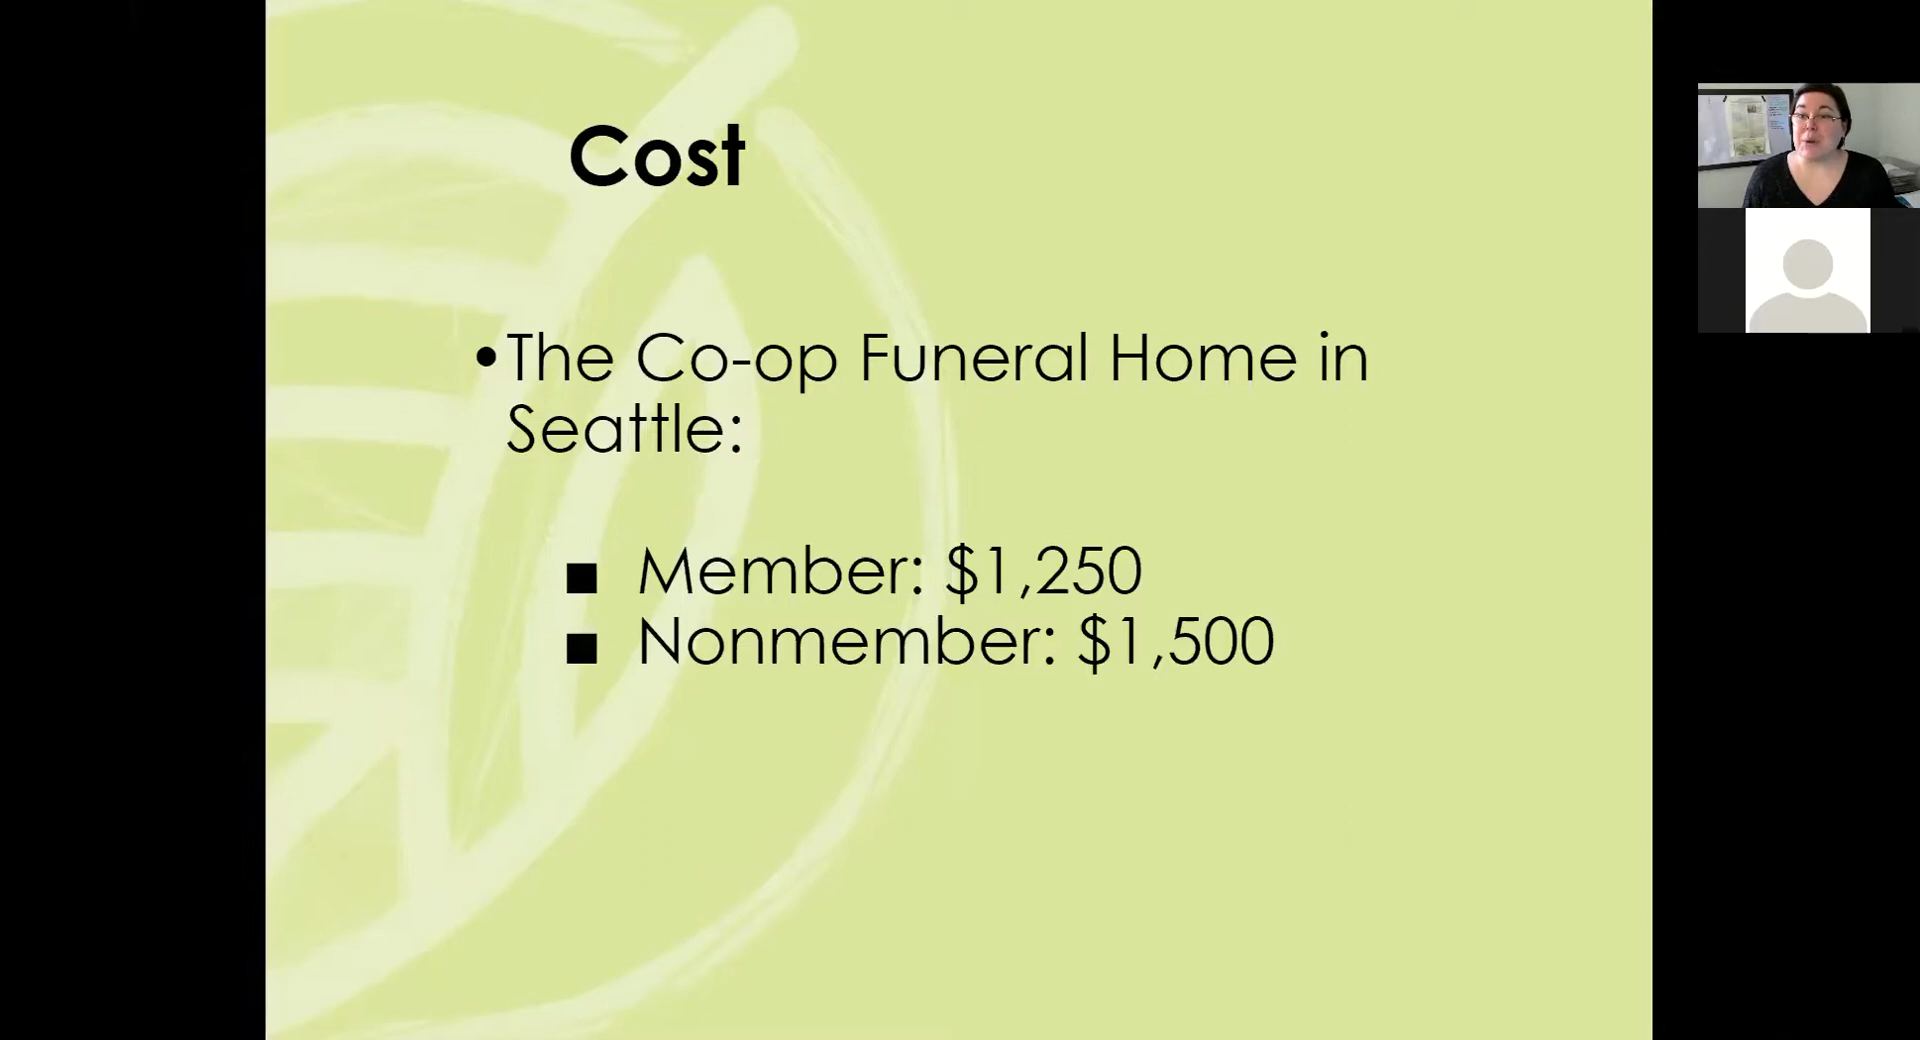 Cost
•The Co-op Funeral Home in
Seattle:
■ Member: $1,250
■ Nonmember: $1,500